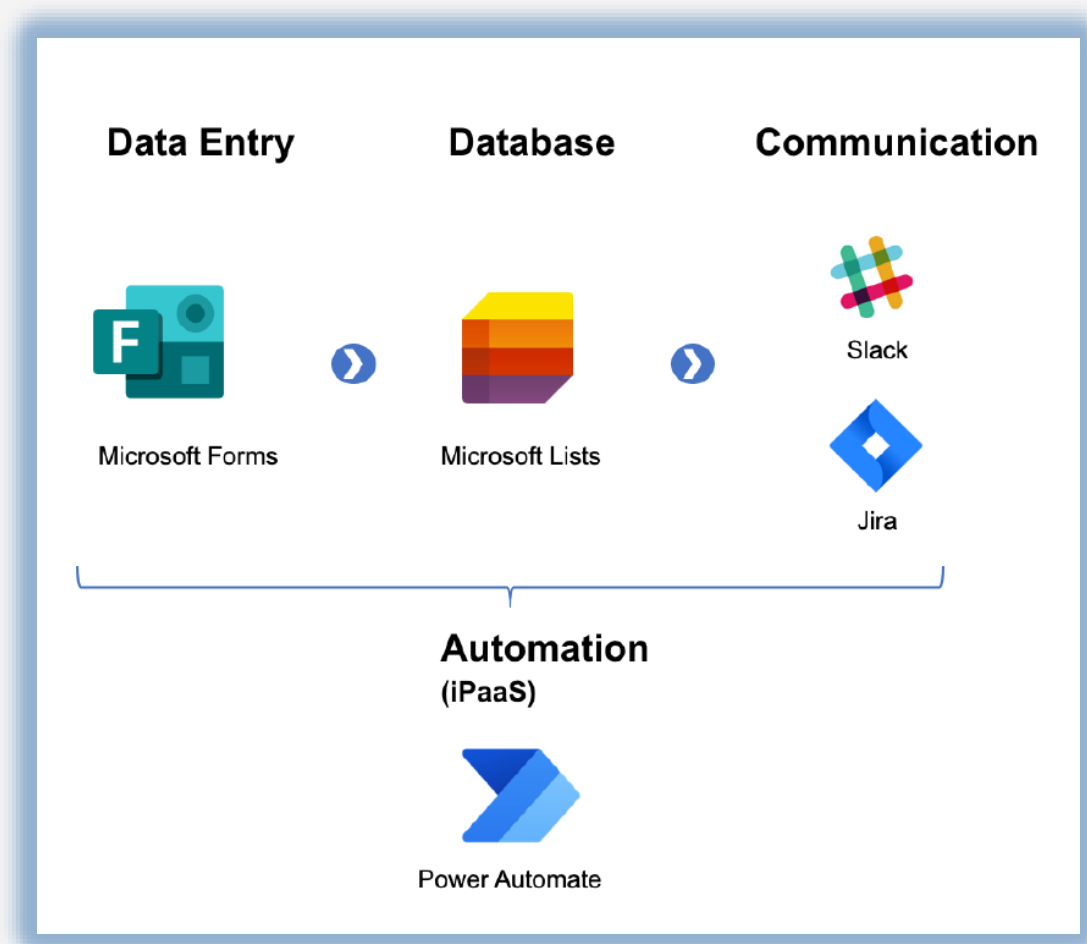 Data Entry
Database
Communication
F
Slack
Microsoft Forms
Microsoft Lists
Jira
Automation
(iPaaS)
Power Automate